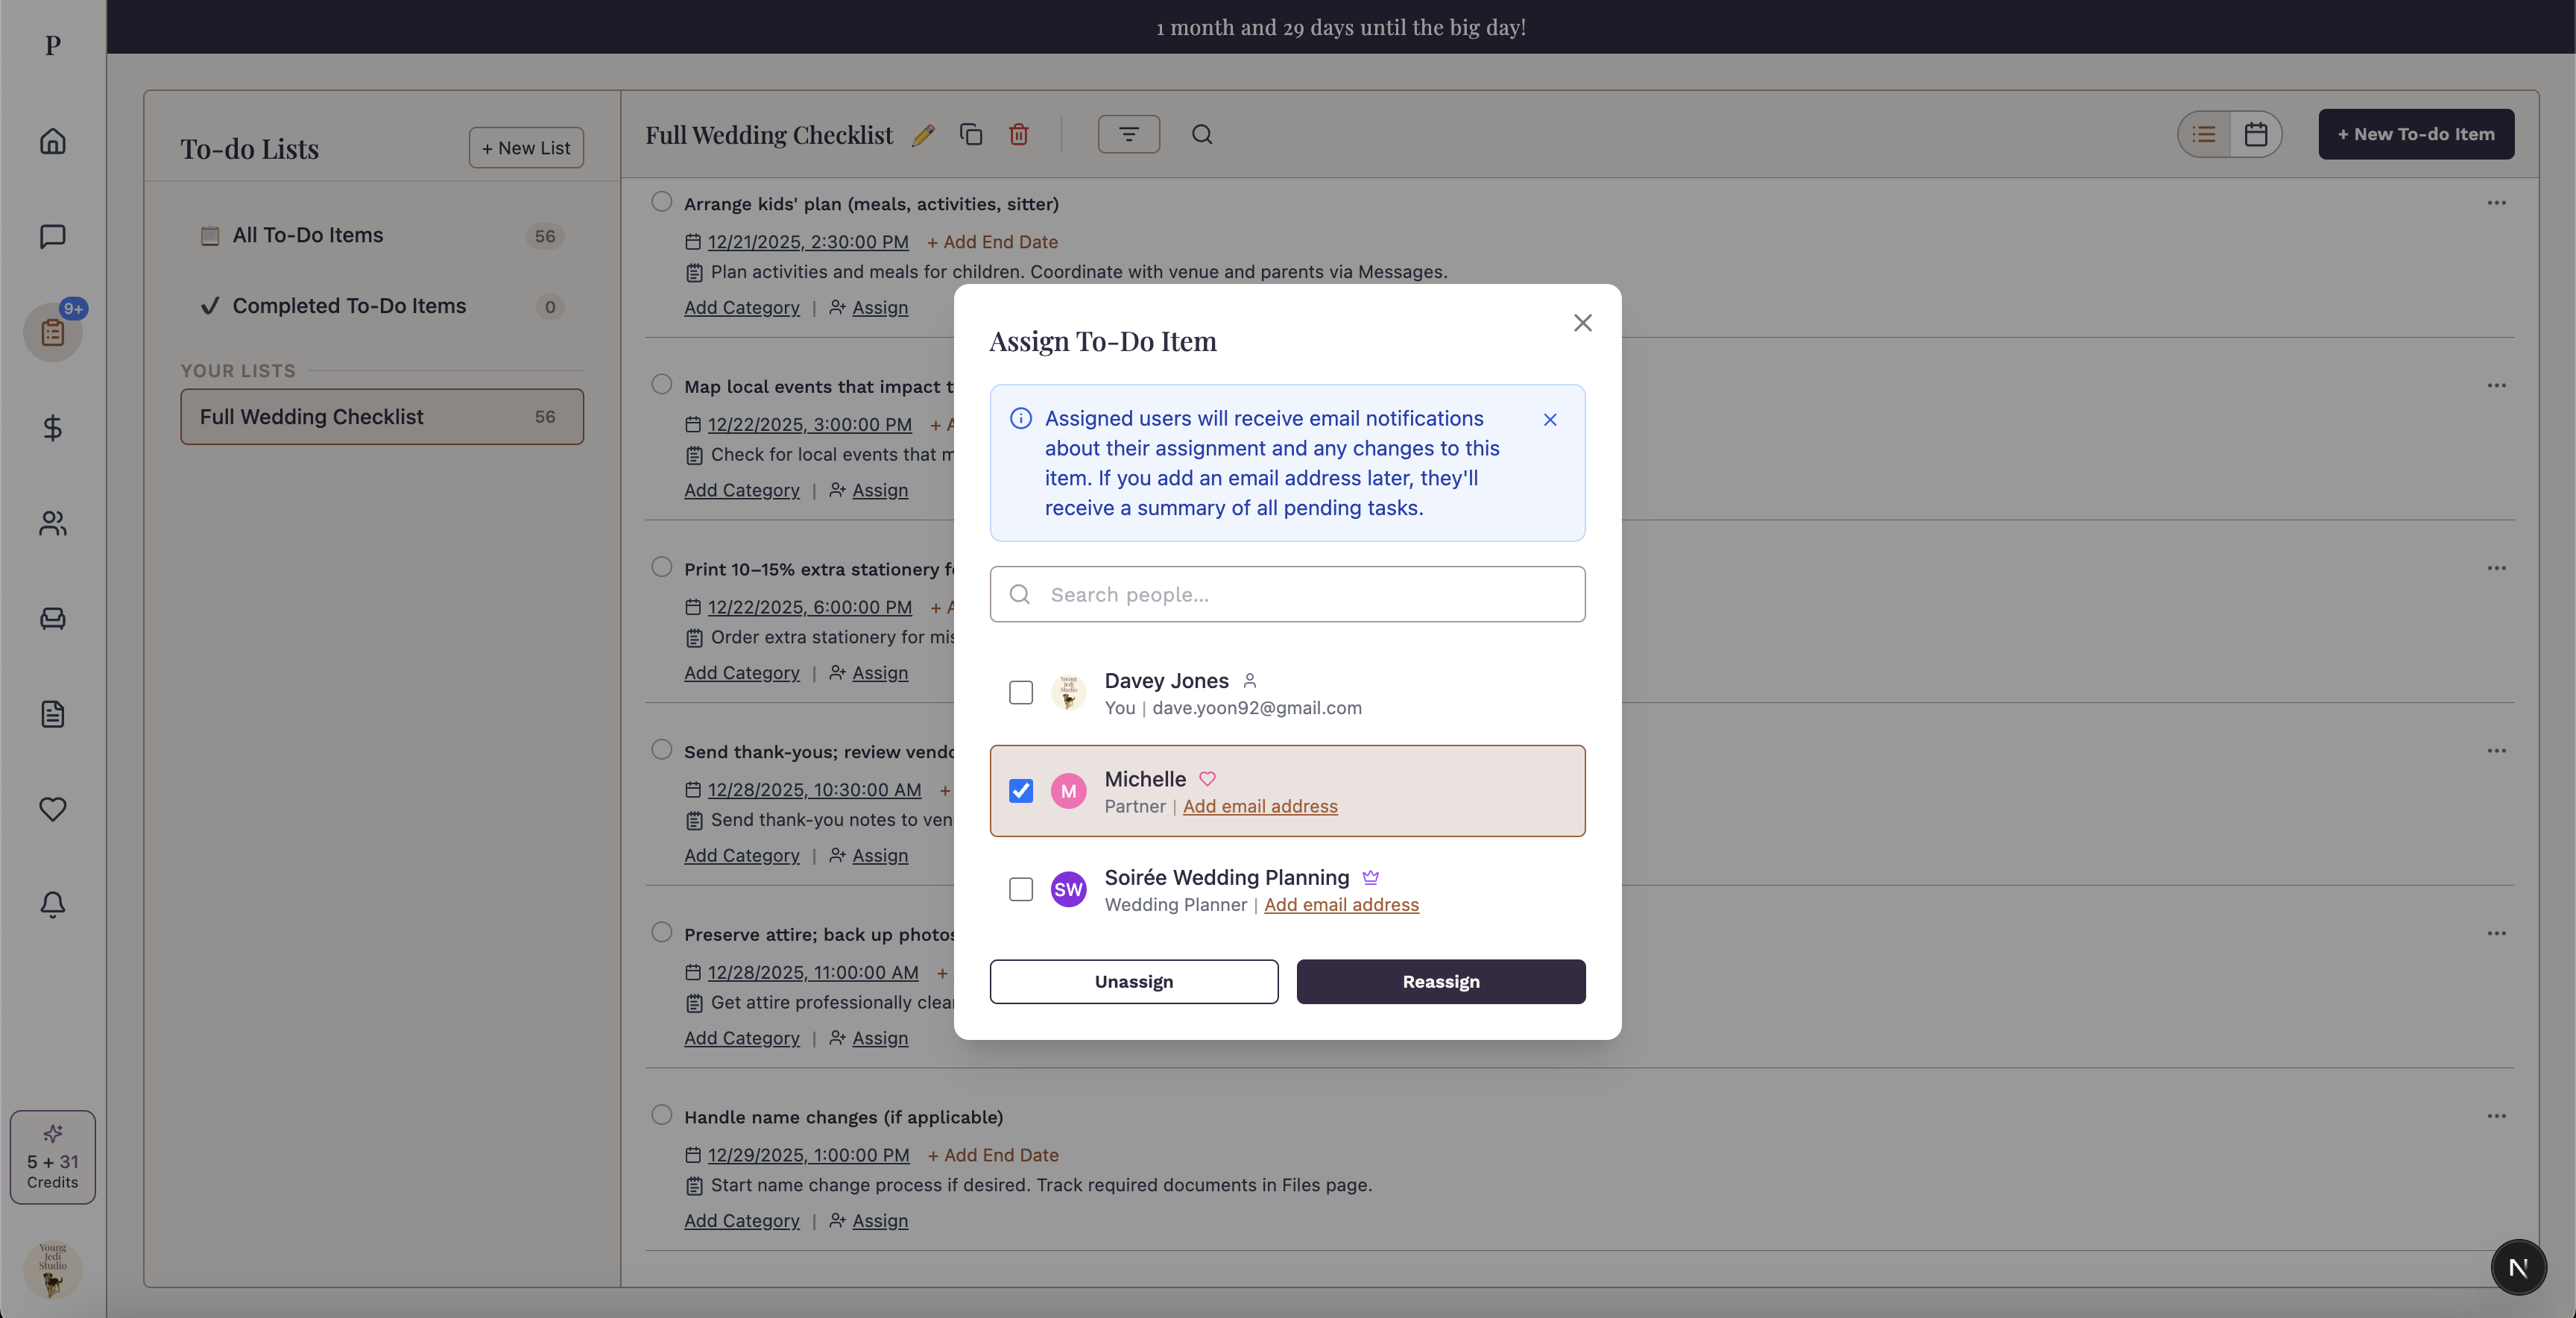 P
1 month and 29 days until the big day!
To-do Lists
+ New List
All To-Do Items
56
Completed To-Do Items
0
YOUR LISTS
Full Wedding Checklist
56
9+
5 + 31
Credits
Young
Jedi
Studio
Full Wedding Checklist
+ New To-do Item
Arrange kids' plan (meals, activities, sitter)
12/21/2025, 2:30:00 PM + Add End Date
Plan activities and meals for children. Coordinate with venue and parents via Messages.
Add Category | Assign
Map local events that impact t
12/22/2025, 3:00:00 PM + A
Check for local events that m
Add Category | Assign
Print 10–15% extra stationery f
12/22/2025, 6:00:00 PM + A
Order extra stationery for mis
Add Category | Assign
Send thank-yous; review vendo
12/28/2025, 10:30:00 AM +
Send thank-you notes to ven
Add Category | Assign
Preserve attire; back up photos
12/28/2025, 11:00:00 AM +
Get attire professionally clea
Add Category | Assign
Handle name changes (if applicable)
12/29/2025, 1:00:00 PM + Add End Date
Start name change process if desired. Track required documents in Files page.
Add Category | Assign
Assign To-Do Item
Assigned users will receive email notifications
about their assignment and any changes to this
item. If you add an email address later, they'll
receive a summary of all pending tasks.
Search people...
Young
Jedi
Studio
Davey Jones
You | dave.yoon92@gmail.com
M
Michelle
Partner | Add email address
SW
Soirée Wedding Planning
Wedding Planner | Add email address
Unassign
Reassign
N